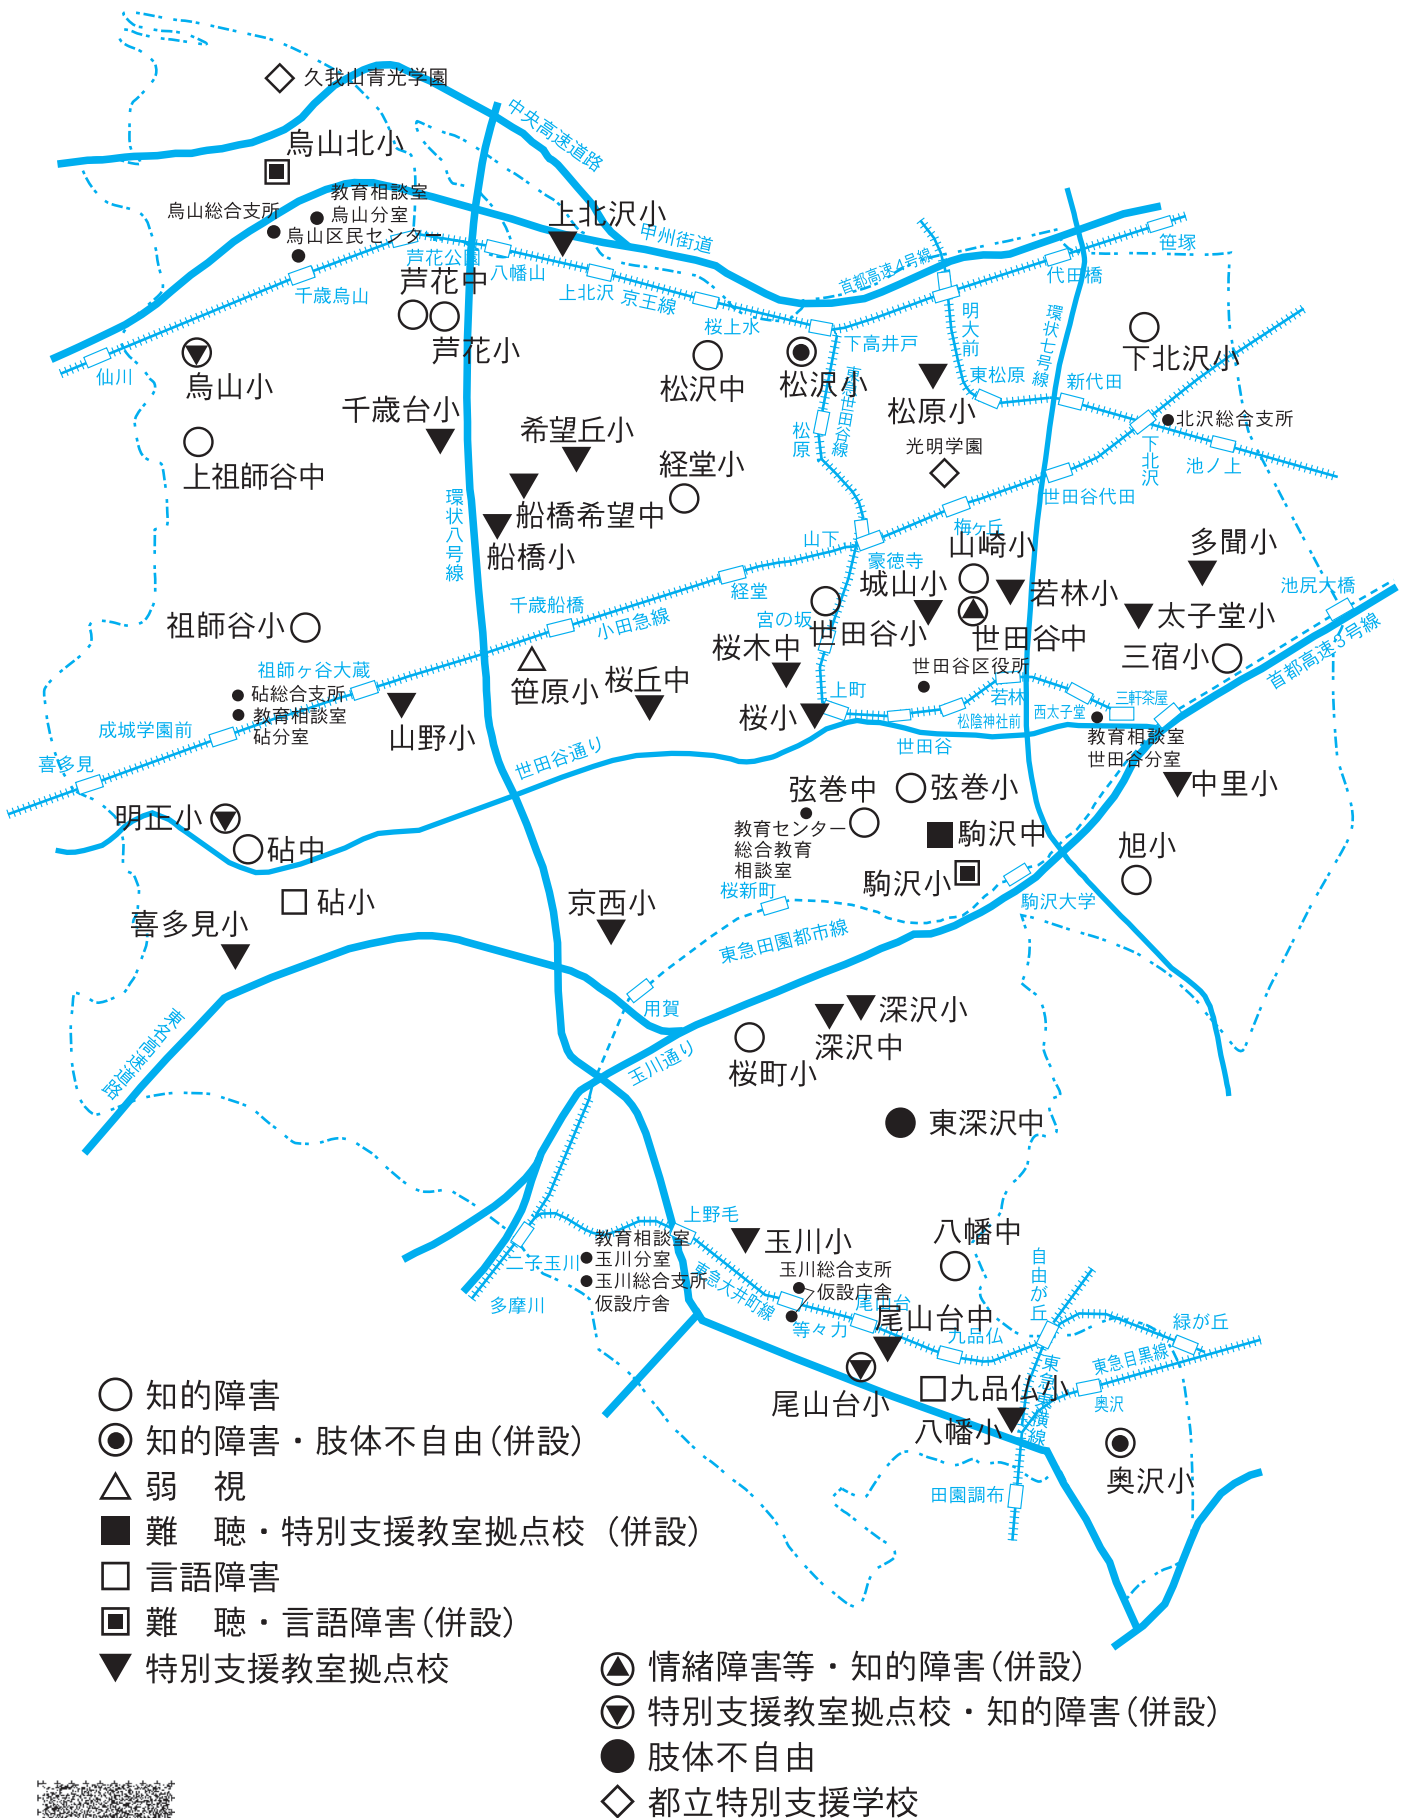 久我山青光学園
中央高速道路
烏山北小
教育相談室
烏山分室
烏山総合支所
烏山区民センター
上北沢小
甲州街道
芦花公園
八幡山
上北沢
京王線
桜上水
千歳烏山
仙川
芦花中
芦花小
烏山小
上祖師谷中
千歳台小
希望丘小
経堂小
船橋希望中
船橋小
環状八号線
松沢中
松沢小
下高井戸
首都高速4号線
明大前
代田橋
笹塚
環状七号線
東松原
新代田
下北沢小
北沢総合支所
下北沢
池ノ上
松原小
光明学園
東急世田谷線
松原
世田谷代田
梅ヶ丘
山崎小
豪徳寺
山下
経堂
城山小
宮の坂
世田谷小
世田谷中
若林小
多聞小
太子堂小
三宿小
池尻大橋
首都高速3号線
千歳船橋
小田急線
祖師谷小
祖師ヶ谷大蔵
砧総合支所
教育相談室
砧分室
成城学園前
喜多見
山野小
笹原小
桜丘中
桜木中
桜小
上町
世田谷区役所
若林
松陰神社前
世田谷
西太子堂
三軒茶屋
教育相談室
世田谷分室
中里小
世田谷通り
明正小
砧中
砧小
喜多見小
弦巻中
弦巻小
教育センター
総合教育
相談室
駒沢中
駒沢小
旭小
駒沢大学
桜新町
東急田園都市線
京西小
用賀
玉川通り
東名高速道路
桜町小
深沢小
深沢中
東深沢中
上野毛
玉川小
教育相談室
玉川分室
玉川総合支所
仮設庁舎
二子玉川
多摩川
東急大井町線
玉川総合支所
仮設庁舎
等々力
尾山台
尾山台中
尾山台小
八幡中
自由が丘
九品仏
九品仏小
八幡小
東急東横線
東急目黒線
緑が丘
奥沢
奥沢小
田園調布
知的障害
知的障害・肢体不自由(併設)
弱 視
難 聴・特別支援教室拠点校(併設)
言語障害
難 聴・言語障害(併設)
特別支援教室拠点校
情緒障害等・知的障害(併設)
特別支援教室拠点校・知的障害(併設)
肢体不自由
都立特別支援学校